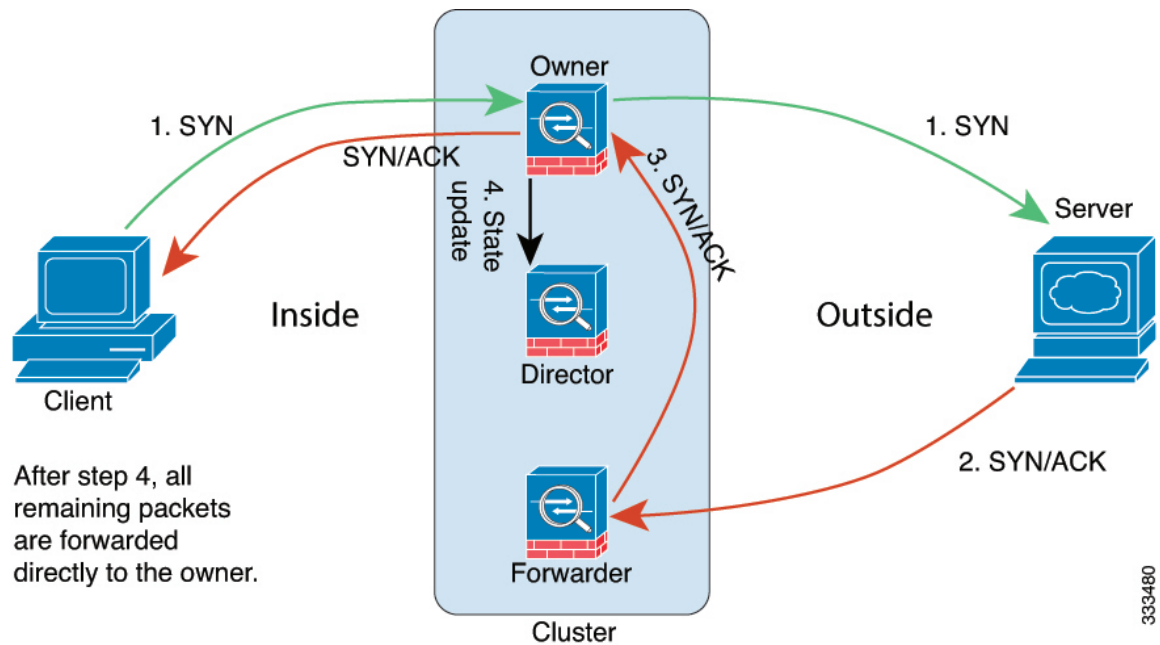 Owner
1. SYN
1. SYN
SYN/ACK
3. SYN/ACK
4. State
update
Server
Inside
Outside
Director
Client
2. SYN/ACK
After step 4, all
remaining packets
are forwarded
directly to the owner.
Forwarder
333480
Cluster